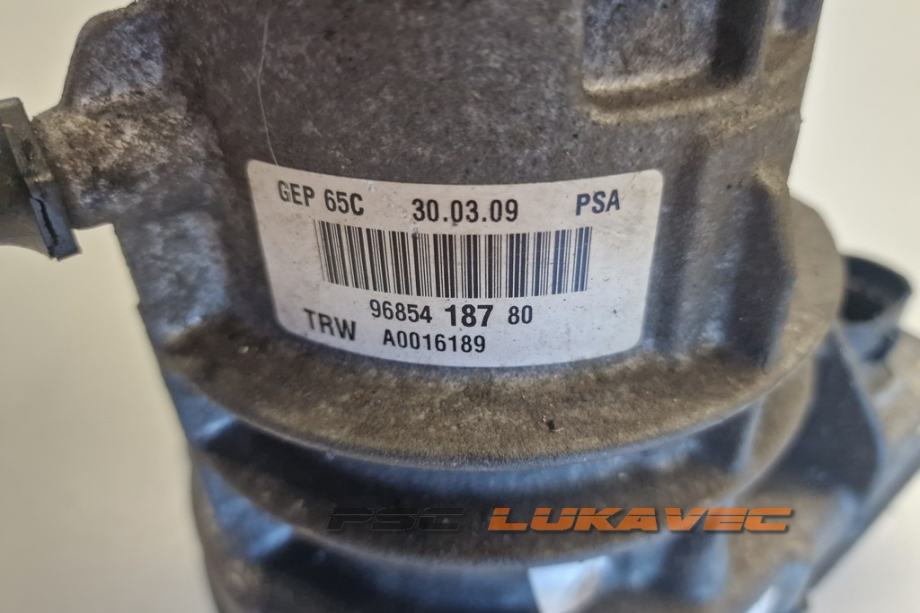 GEP 65C 30.03.09 PSA
96854 187 80
TRW A0016189
PSC LUKAVEC